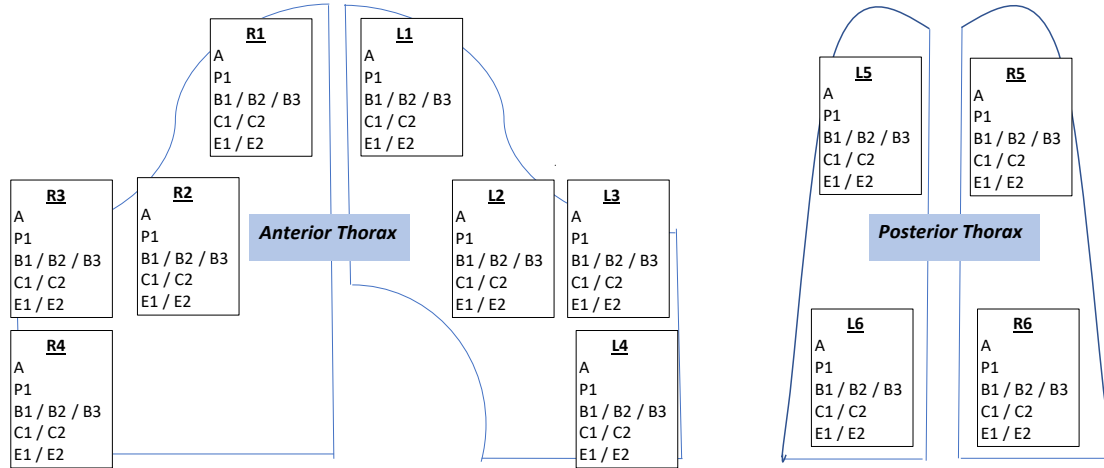 R1
A
P1
B1 / B2 / B3
C1 / C2
E1 / E2
L1
A
P1
B1 / B2 / B3
C1 / C2
E1 / E2
R3
A
P1
B1 / B2 / B3
C1 / C2
E1 / E2
R2
A
P1
B1 / B2 / B3
C1 / C2
E1 / E2
Anterior Thorax
L2
A
P1
B1 / B2 / B3
C1 / C2
E1 / E2
L3
A
P1
B1 / B2 / B3
C1 / C2
E1 / E2
R4
A
P1
B1 / B2 / B3
C1 / C2
E1 / E2
L4
A
P1
B1 / B2 / B3
C1 / C2
E1 / E2
L5
A
P1
B1 / B2 / B3
C1 / C2
E1 / E2
R5
A
P1
B1 / B2 / B3
C1 / C2
E1 / E2
Posterior Thorax
L6
A
P1
B1 / B2 / B3
C1 / C2
E1 / E2
R6
A
P1
B1 / B2 / B3
C1 / C2
E1 / E2